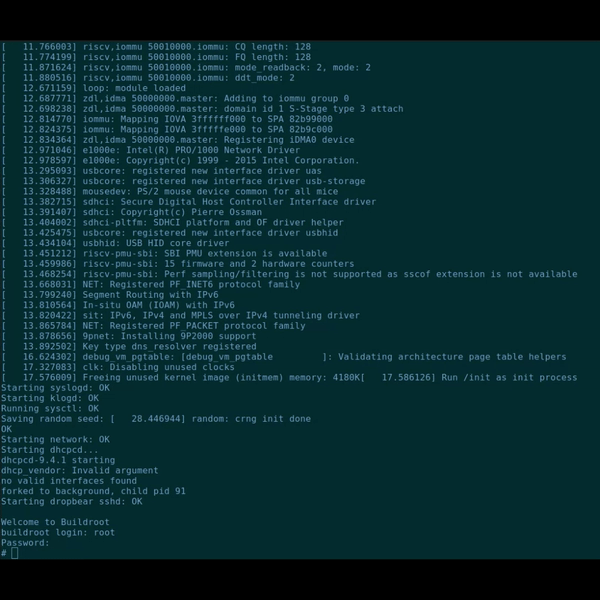 [   11.766003] riscv,iommu 50010000.iommu: CQ length: 128
[   11.774199] riscv,iommu 50010000.iommu: FQ length: 128
[   11.871624] riscv,iommu 50010000.iommu: mode_readback: 2, mode: 2
[   11.880516] riscv,iommu 50010000.iommu: ddt_mode: 2
[   12.671159] loop: module loaded
[   12.687771] zdl,idma 50000000.master: Adding to iommu group 0
[   12.698238] zdl,idma 50000000.master: domain id 1 S-Stage type 3 attach
[   12.814770] iommu: Mapping IOVA 3ffffff000 to SPA 82b99000
[   12.824375] iommu: Mapping IOVA 3fffffe000 to SPA 82b9c000
[   12.834364] zdl,idma 50000000.master: Registering iDMA0 device
[   12.971046] e1000e: Intel(R) PRO/1000 Network Driver
[   12.978597] e1000e: Copyright(c) 1999 - 2015 Intel Corporation.
[   13.295093] usbcore: registered new interface driver uas
[   13.306327] usbcore: registered new interface driver usb-storage
[   13.328488] mousedev: PS/2 mouse device common for all mice
[   13.382715] sdhci: Secure Digital Host Controller Interface driver
[   13.391407] sdhci: Copyright(c) Pierre Ossman
[   13.404002] sdhci-pltfm: SDHCI platform and OF driver helper
[   13.425475] usbcore: registered new interface driver usbhid
[   13.434104] usbhid: USB HID core driver
[   13.451212] riscv-pmu-sbi: SBI PMU extension is available
[   13.459986] riscv-pmu-sbi: 15 firmware and 2 hardware counters
[   13.468254] riscv-pmu-sbi: Perf sampling/filtering is not supported as sscof extension is not available
[   13.668031] NET: Registered PF_INET6 protocol family
[   13.799240] Segment Routing with IPv6
[   13.810564] In-situ OAM (IOAM) with IPv6
[   13.820422] sit: IPv6, IPv4 and MPLS over IPv4 tunneling driver
[   13.865784] NET: Registered PF_PACKET protocol family
[   13.878656] 9pnet: Installing 9P2000 support
[   13.892502] Key type dns_resolver registered
[   16.624302] debug_vm_pgtable: [debug_vm_pgtable         ]: Validating architecture page table helpers
[   17.327083] clk: Disabling unused clocks
[   17.576009] Freeing unused kernel image (initmem) memory: 4180K[   17.586126] Run /init as init process
Starting syslogd: OK
Starting klogd: OK
Running sysctl: OK
Saving random seed: [   28.446944] random: crng init done
OK
Starting network: OK
Starting dhcpcd...
dhcpcd-9.4.1 starting
dhcp_vendor: Invalid argument
no valid interfaces found
forked to background, child pid 91
Starting dropbear sshd: OK
Welcome to Buildroot
buildroot login: root
Password:
#